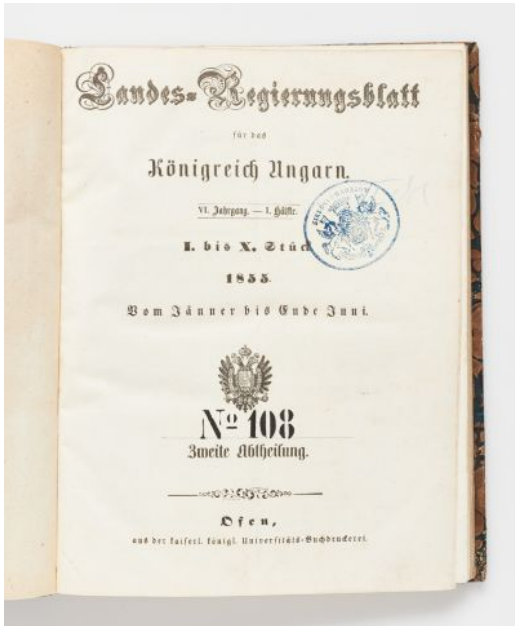 Landes-Regierungsblatt
für das
Königreich Ungarn.
VI. Jahrgang. — I. Hälfte.
I. bis X. Stück
1855.
Vom Jänner bis Ende Juni.
Nº 108
Zweite Abtheilung.
Ofen,
aus der kaiserl. königl. Universitäts-Buchdruckerei.